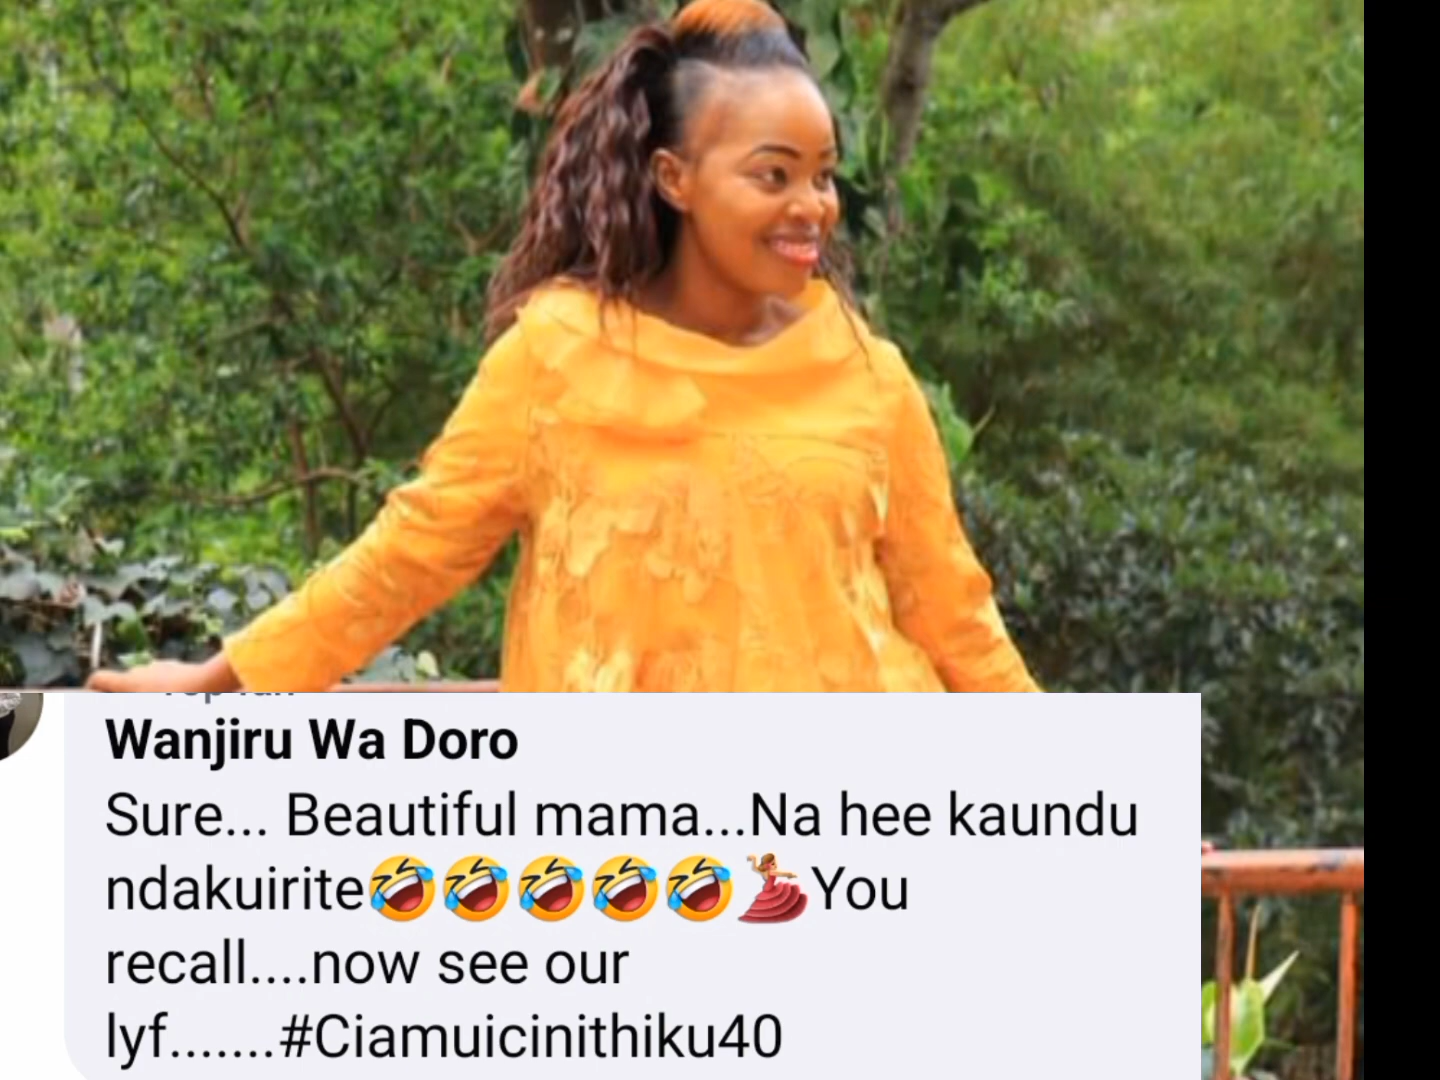 Wanjiru Wa Doro
Sure... Beautiful mama...Na hee kaundu
ndakuirite🤣🤣🤣🤣🤣💃You
recall....now see our
lyf.......#Ciamuicinithiku40